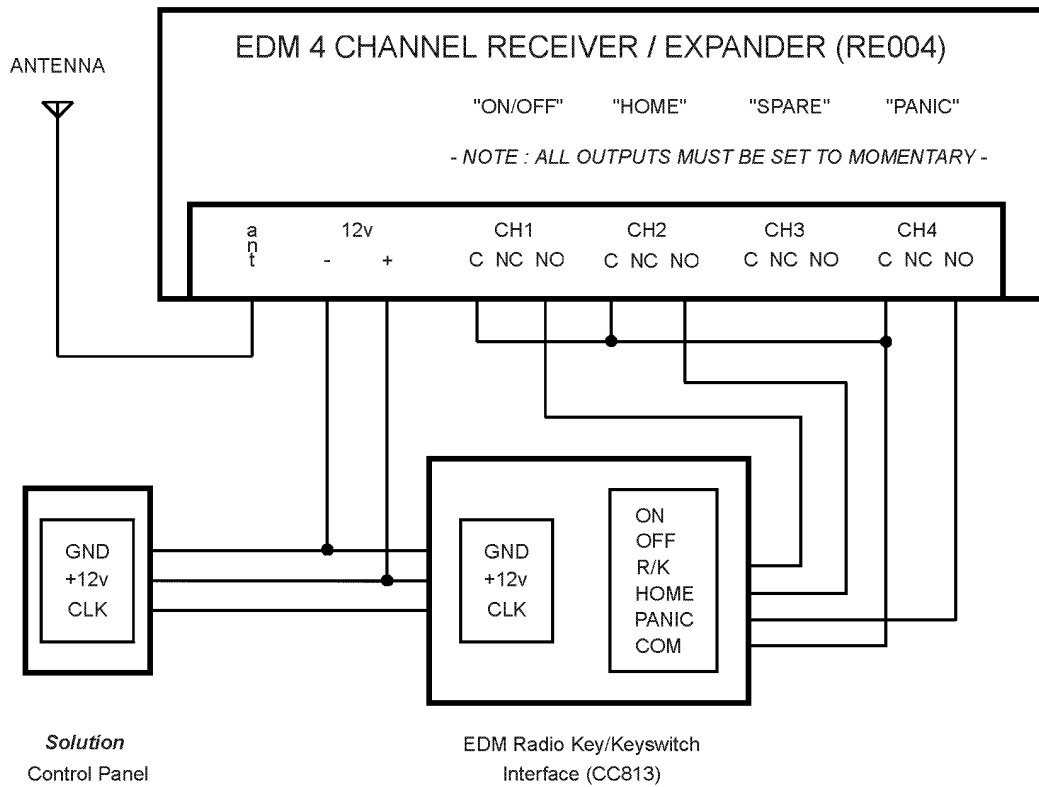 EDM 4 CHANNEL RECEIVER / EXPANDER (RE004)
ANTENNA
"ON/OFF" "HOME" "SPARE" "PANIC"
- NOTE : ALL OUTPUTS MUST BE SET TO MOMENTARY -
ant 12v CH1 CH2 CH3 CH4
- + C NC NO C NC NO C NC NO C NC NO
GND
+12v
CLK
GND
+12v
CLK
ON
OFF
R/K
HOME
PANIC
COM
Solution
Control Panel
EDM Radio Key/Keyswitch
Interface (CC813)